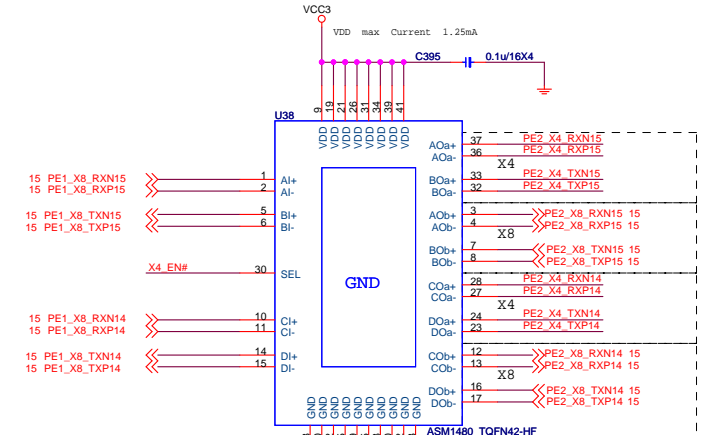 VCC3
VDD max Current 1.25mA
C395 0.1u/16X4
U38
9 19 21 26 31 34 39 41
VDD VDD VDD VDD VDD VDD VDD VDD
15 PE1_X8_RXN15 1 AI+
15 PE1_X8_RXP15 2 AI-
15 PE1_X8_TXN15 5 BI+
15 PE1_X8_TXP15 6 BI-
X4_EN# 30 SEL
15 PE1_X8_RXN14 10 CI+
15 PE1_X8_RXP14 11 CI-
15 PE1_X8_TXN14 14 DI+
15 PE1_X8_TXP14 15 DI-
GND
AOa+ 37 PE2_X4_RXN15
AOa- 36 PE2_X4_RXP15
X4
BOa+ 33 PE2_X4_TXN15
BOa- 32 PE2_X4_TXP15
AOb+ 3 PE2_X8_RXN15 15
AOb- 4 PE2_X8_RXP15 15
X8
BOb+ 7 PE2_X8_TXN15 15
BOb- 8 PE2_X8_TXP15 15
COa+ 28 PE2_X4_RXN14
COa- 27 PE2_X4_RXP14
X4
DOa+ 24 PE2_X4_TXN14
DOa- 23 PE2_X4_TXP14
COb+ 12 PE2_X8_RXN14 15
COb- 13 PE2_X8_RXP14 15
X8
DOb+ 16 PE2_X8_TXN14 15
DOb- 17 PE2_X8_TXP14 15
GND GND GND GND GND GND GND GND GND GND
ASM1480_TQFN42-HF